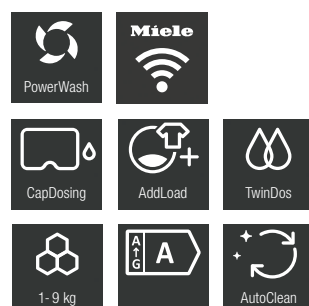 Miele
PowerWash
CapDosing
AddLoad
TwinDos
1- 9 kg
A
↑
G
A
AutoClean